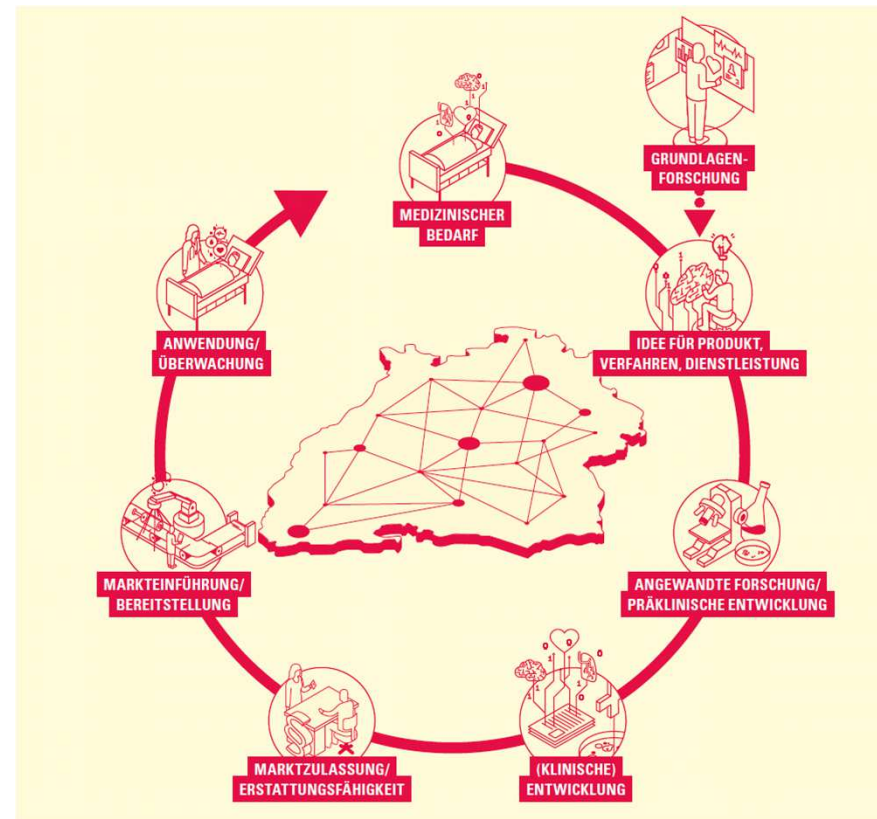 GRUNDLAGEN-
FORSCHUNG
MEDIZINISCHER
BEDARF
IDEE FÜR PRODUKT,
VERFAHREN, DIENSTLEISTUNG
ANGEWANDTE FORSCHUNG/
PRÄKLINISCHE ENTWICKLUNG
(KLINISCHE)
ENTWICKLUNG
MARKTZULASSUNG/
ERSTATTUNGSFÄHIGKEIT
MARKTEINFÜHRUNG/
BEREITSTELLUNG
ANWENDUNG/
ÜBERWACHUNG